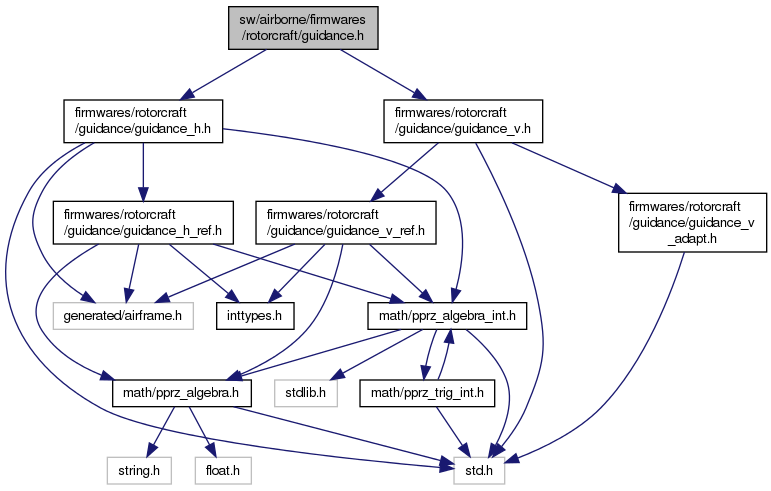 sw/airborne/firmwares
/rotorcraft/guidance.h
firmwares/rotorcraft
/guidance/guidance_h.h
firmwares/rotorcraft
/guidance/guidance_v.h
firmwares/rotorcraft
/guidance/guidance_h_ref.h
firmwares/rotorcraft
/guidance/guidance_v_ref.h
firmwares/rotorcraft
/guidance/guidance_v
_adapt.h
generated/airframe.h
inttypes.h
math/pprz_algebra_int.h
math/pprz_algebra.h
stdlib.h
math/pprz_trig_int.h
string.h
float.h
std.h